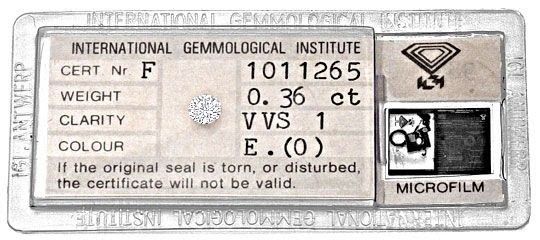 INTERNATIONAL GEMMOLOGICAL INSTITUTE
INTERNATIONAL GEMMOLOGICAL INSTITUTE
CERT Nr F 1011265
WEIGHT 0.36 ct
CLARITY VVS 1
COLOUR E.(O)
If the original seal is torn, or disturbed,
the certificate will not be valid.
MICROFILM
IGI ANTWERP
INTERNATIONAL GEMMOLOGICAL INSTITUTE